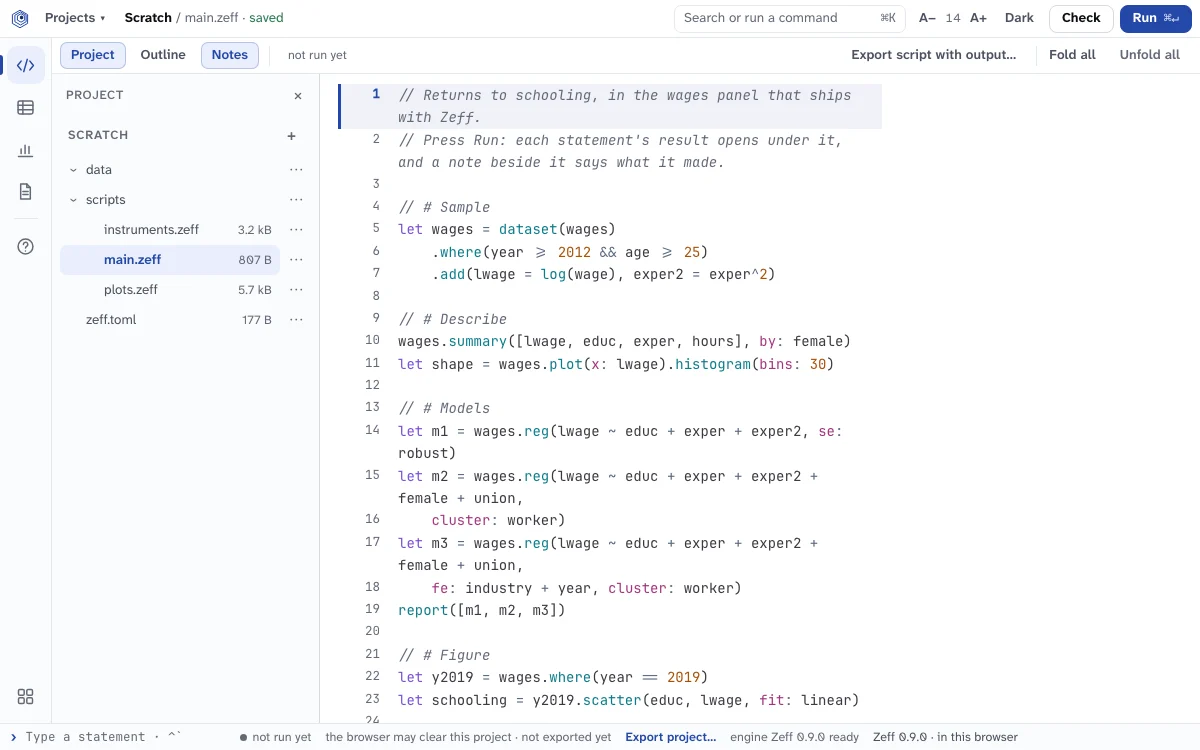 Projects ▾ Scratch / main.zeff · saved Search or run a command ⌘K A– 14 A+ Dark Check Run ⌘↵
Project Outline Notes not run yet Export script with output... Fold all Unfold all
PROJECT ×
SCRATCH +
data ···
scripts ···
instruments.zeff 3.2 kB ···
main.zeff 807 B ···
plots.zeff 5.7 kB ···
zeff.toml 177 B ···
1 // Returns to schooling, in the wages panel that ships
with Zeff.
2 // Press Run: each statement's result opens under it,
and a note beside it says what it made.
3
4 // # Sample
5 let wages = dataset(wages)
6 .where(year ⩾ 2012 && age ⩾ 25)
7 .add(lwage = log(wage), exper2 = exper^2)
8
9 // # Describe
10 wages.summary([lwage, educ, exper, hours], by: female)
11 let shape = wages.plot(x: lwage).histogram(bins: 30)
12
13 // # Models
14 let m1 = wages.reg(lwage ~ educ + exper + exper2, se:
robust)
15 let m2 = wages.reg(lwage ~ educ + exper + exper2 +
female + union,
16 cluster: worker)
17 let m3 = wages.reg(lwage ~ educ + exper + exper2 +
female + union,
18 fe: industry + year, cluster: worker)
19 report([m1, m2, m3])
20
21 // # Figure
22 let y2019 = wages.where(year == 2019)
23 let schooling = y2019.scatter(educ, lwage, fit: linear)
24
› Type a statement · ^` ● not run yet the browser may clear this project · not exported yet Export project... engine Zeff 0.9.0 ready Zeff 0.9.0 · in this browser